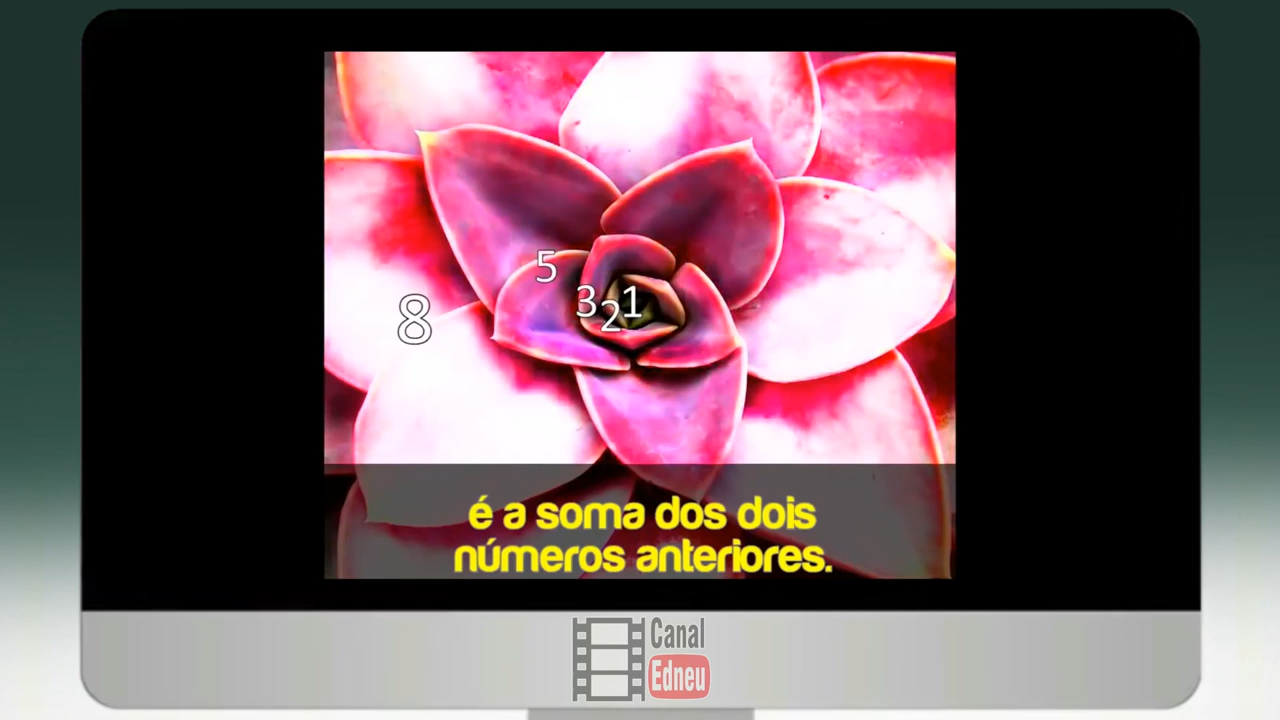 5
8
3
2
1
é a soma dos dois
números anteriores.
Canal
Edneu